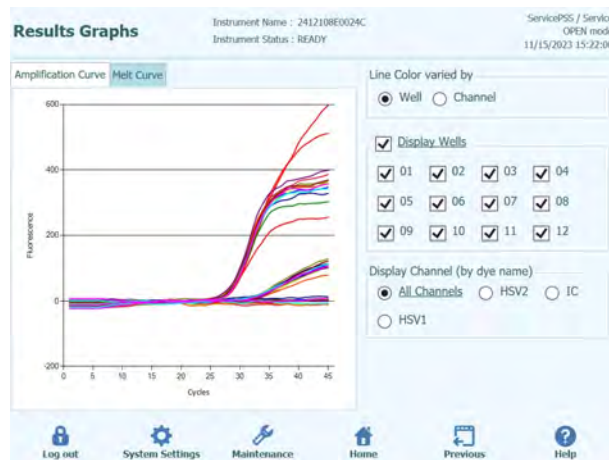 Results Graphs
Instrument Name : 2412108E0024C
Instrument Status : READY
ServicePSS / Servic
OPEN mod
11/15/2023 15:22:0
Amplification Curve Melt Curve
Line Color varied by
Well Channel
Display Wells
01 02 03 04
05 06 07 08
09 10 11 12
Display Channel (by dye name)
All Channels HSV2 IC
HSV1
Fluorescence
600
400
200
0
-200
0 5 10 15 20 25 30 35 40 45
Cycles
Log out System Settings Maintenance Home Previous Help